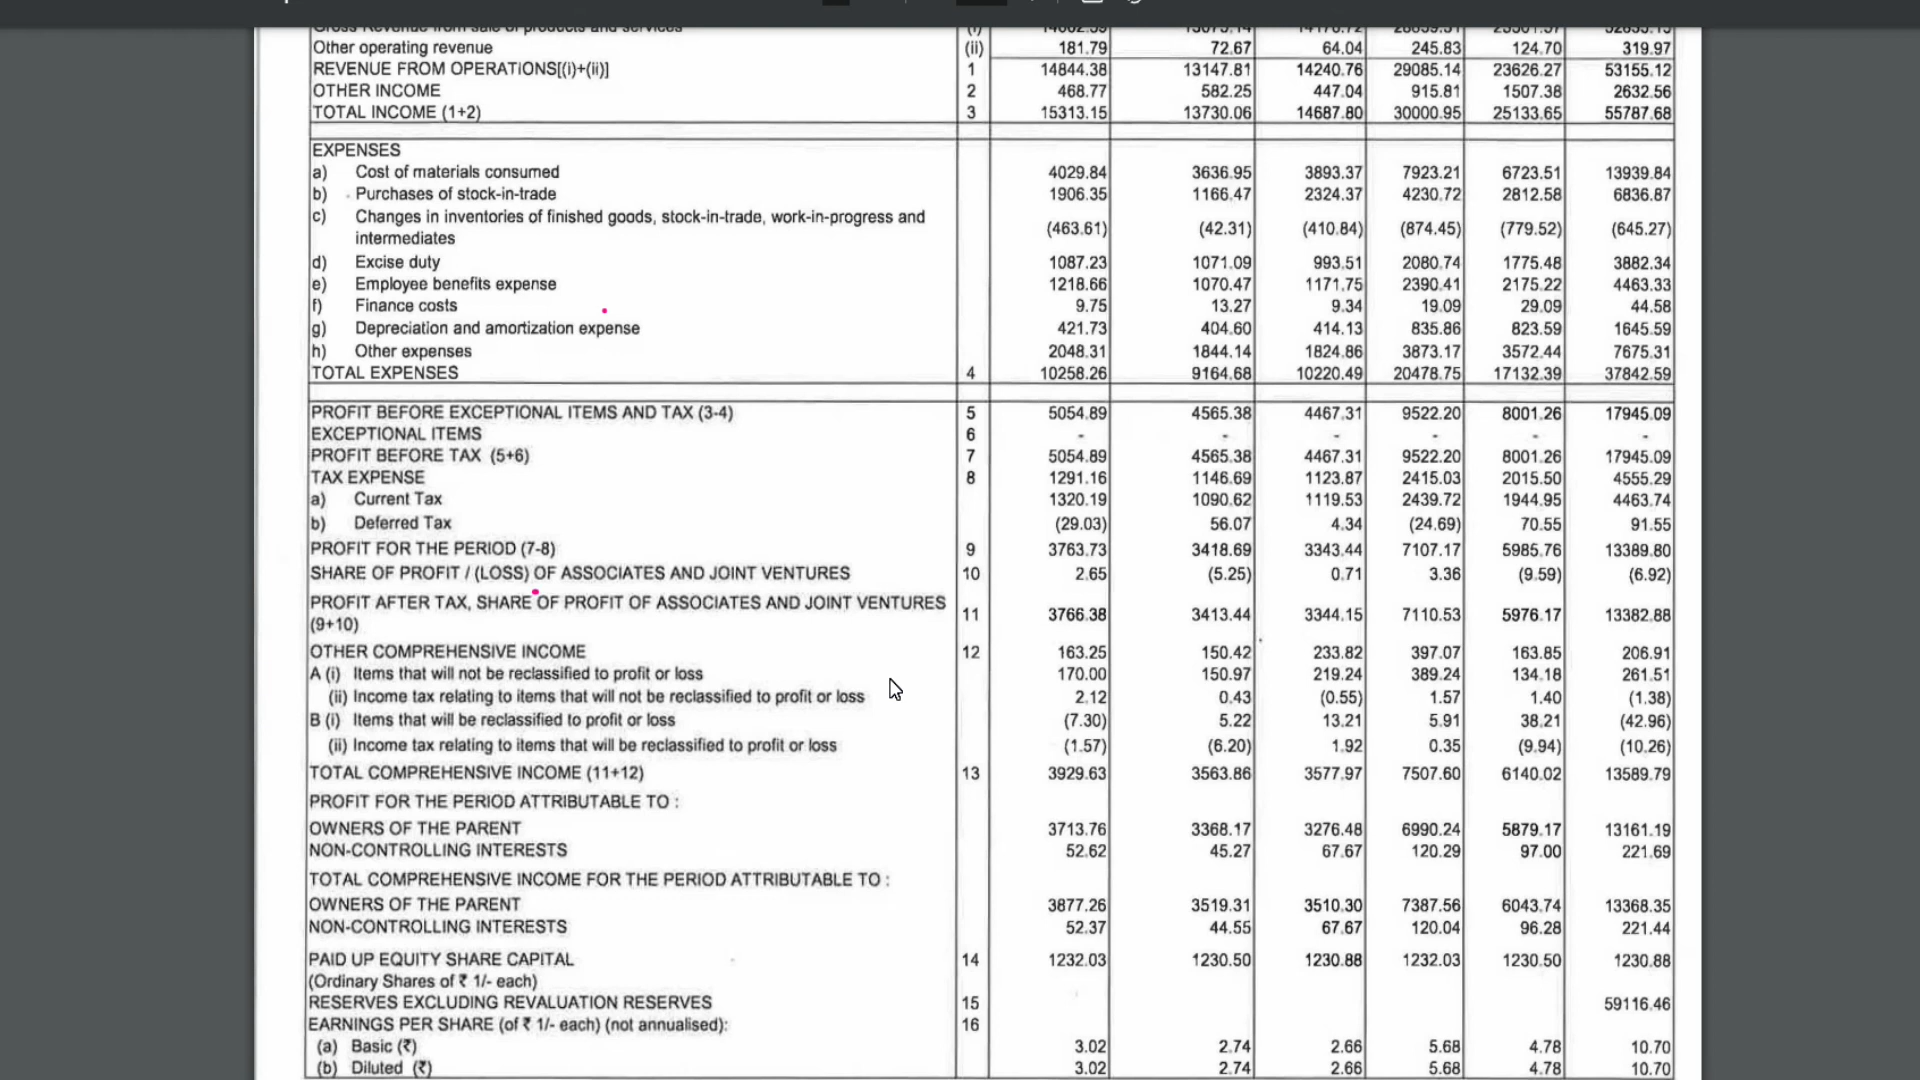 Gross Revenue from sale of products and services (i)
Other operating revenue (ii) 181.79 72.67 64.04 245.83 124.70 319.97
REVENUE FROM OPERATIONS[(i)+(ii)] 1 14844.38 13147.81 14240.76 29085.14 23626.27 53155.12
OTHER INCOME 2 468.77 582.25 447.04 915.81 1507.38 2632.56
TOTAL INCOME (1+2) 3 15313.15 13730.06 14687.80 30000.95 25133.65 55787.68
EXPENSES
a) Cost of materials consumed 4029.84 3636.95 3893.37 7923.21 6723.51 13939.84
b) Purchases of stock-in-trade 1906.35 1166.47 2324.37 4230.72 2812.58 6836.87
c) Changes in inventories of finished goods, stock-in-trade, work-in-progress and
intermediates (463.61) (42.31) (410.84) (874.45) (779.52) (645.27)
d) Excise duty 1087.23 1071.09 993.51 2080.74 1775.48 3882.34
e) Employee benefits expense 1218.66 1070.47 1171.75 2390.41 2175.22 4463.33
f) Finance costs 9.75 13.27 9.34 19.09 29.09 44.58
g) Depreciation and amortization expense 421.73 404.60 414.13 835.86 823.59 1645.59
h) Other expenses 2048.31 1844.14 1824.86 3873.17 3572.44 7675.31
TOTAL EXPENSES 4 10258.26 9164.68 10220.49 20478.75 17132.39 37842.59
PROFIT BEFORE EXCEPTIONAL ITEMS AND TAX (3-4) 5 5054.89 4565.38 4467.31 9522.20 8001.26 17945.09
EXCEPTIONAL ITEMS 6 - - - - - -
PROFIT BEFORE TAX (5+6) 7 5054.89 4565.38 4467.31 9522.20 8001.26 17945.09
TAX EXPENSE 8 1291.16 1146.69 1123.87 2415.03 2015.50 4555.29
a) Current Tax 1320.19 1090.62 1119.53 2439.72 1944.95 4463.74
b) Deferred Tax (29.03) 56.07 4.34 (24.69) 70.55 91.55
PROFIT FOR THE PERIOD (7-8) 9 3763.73 3418.69 3343.44 7107.17 5985.76 13389.80
SHARE OF PROFIT / (LOSS) OF ASSOCIATES AND JOINT VENTURES 10 2.65 (5.25) 0.71 3.36 (9.59) (6.92)
PROFIT AFTER TAX, SHARE OF PROFIT OF ASSOCIATES AND JOINT VENTURES
(9+10) 11 3766.38 3413.44 3344.15 7110.53 5976.17 13382.88
OTHER COMPREHENSIVE INCOME 12 163.25 150.42 233.82 397.07 163.85 206.91
A (i) Items that will not be reclassified to profit or loss 170.00 150.97 219.24 389.24 134.18 261.51
(ii) Income tax relating to items that will not be reclassified to profit or loss 2.12 0.43 (0.55) 1.57 1.40 (1.38)
B (i) Items that will be reclassified to profit or loss (7.30) 5.22 13.21 5.91 38.21 (42.96)
(ii) Income tax relating to items that will be reclassified to profit or loss (1.57) (6.20) 1.92 0.35 (9.94) (10.26)
TOTAL COMPREHENSIVE INCOME (11+12) 13 3929.63 3563.86 3577.97 7507.60 6140.02 13589.79
PROFIT FOR THE PERIOD ATTRIBUTABLE TO :
OWNERS OF THE PARENT 3713.76 3368.17 3276.48 6990.24 5879.17 13161.19
NON-CONTROLLING INTERESTS 52.62 45.27 67.67 120.29 97.00 221.69
TOTAL COMPREHENSIVE INCOME FOR THE PERIOD ATTRIBUTABLE TO :
OWNERS OF THE PARENT 3877.26 3519.31 3510.30 7387.56 6043.74 13368.35
NON-CONTROLLING INTERESTS 52.37 44.55 67.67 120.04 96.28 221.44
PAID UP EQUITY SHARE CAPITAL 14 1232.03 1230.50 1230.88 1232.03 1230.50 1230.88
(Ordinary Shares of ₹ 1/- each)
RESERVES EXCLUDING REVALUATION RESERVES 15 59116.46
EARNINGS PER SHARE (of ₹ 1/- each) (not annualised): 16
(a) Basic (₹) 3.02 2.74 2.66 5.68 4.78 10.70
(b) Diluted (₹) 3.02 2.74 2.66 5.68 4.78 10.70